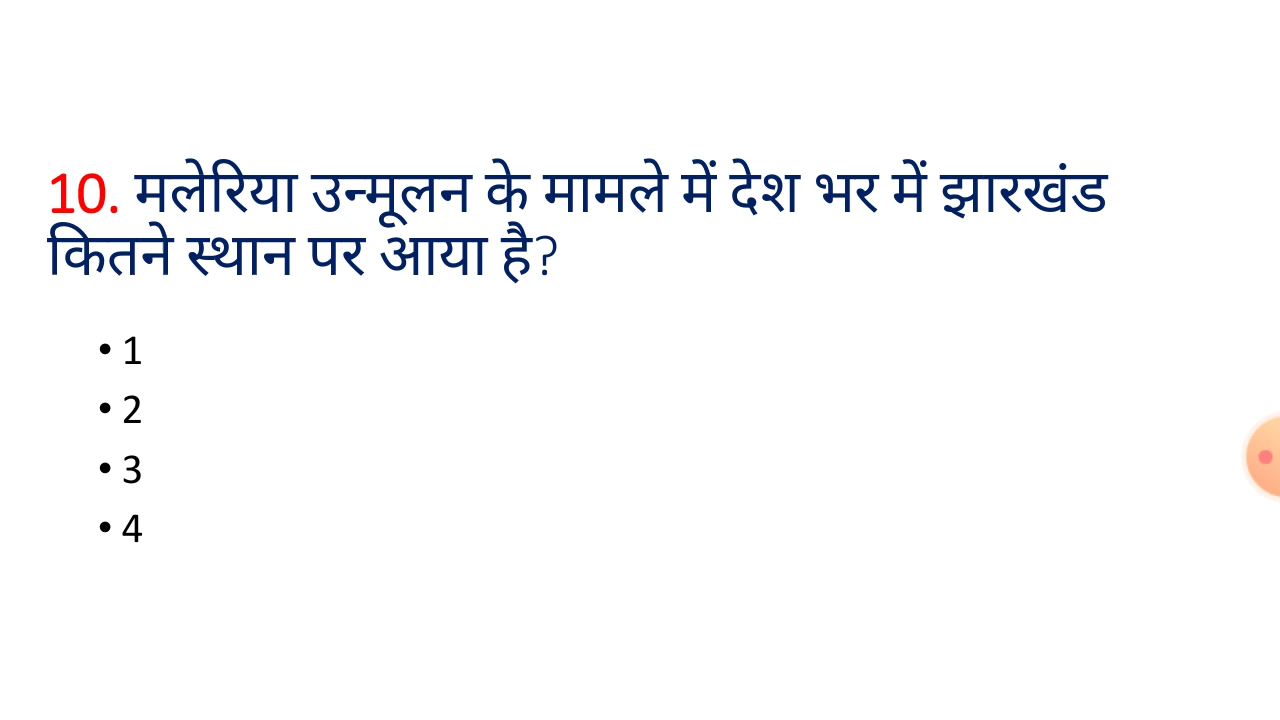 10. मलेरिया उन्मूलन के मामले में देश भर में झारखंड
कितने स्थान पर आया है?
• 1
• 2
• 3
• 4